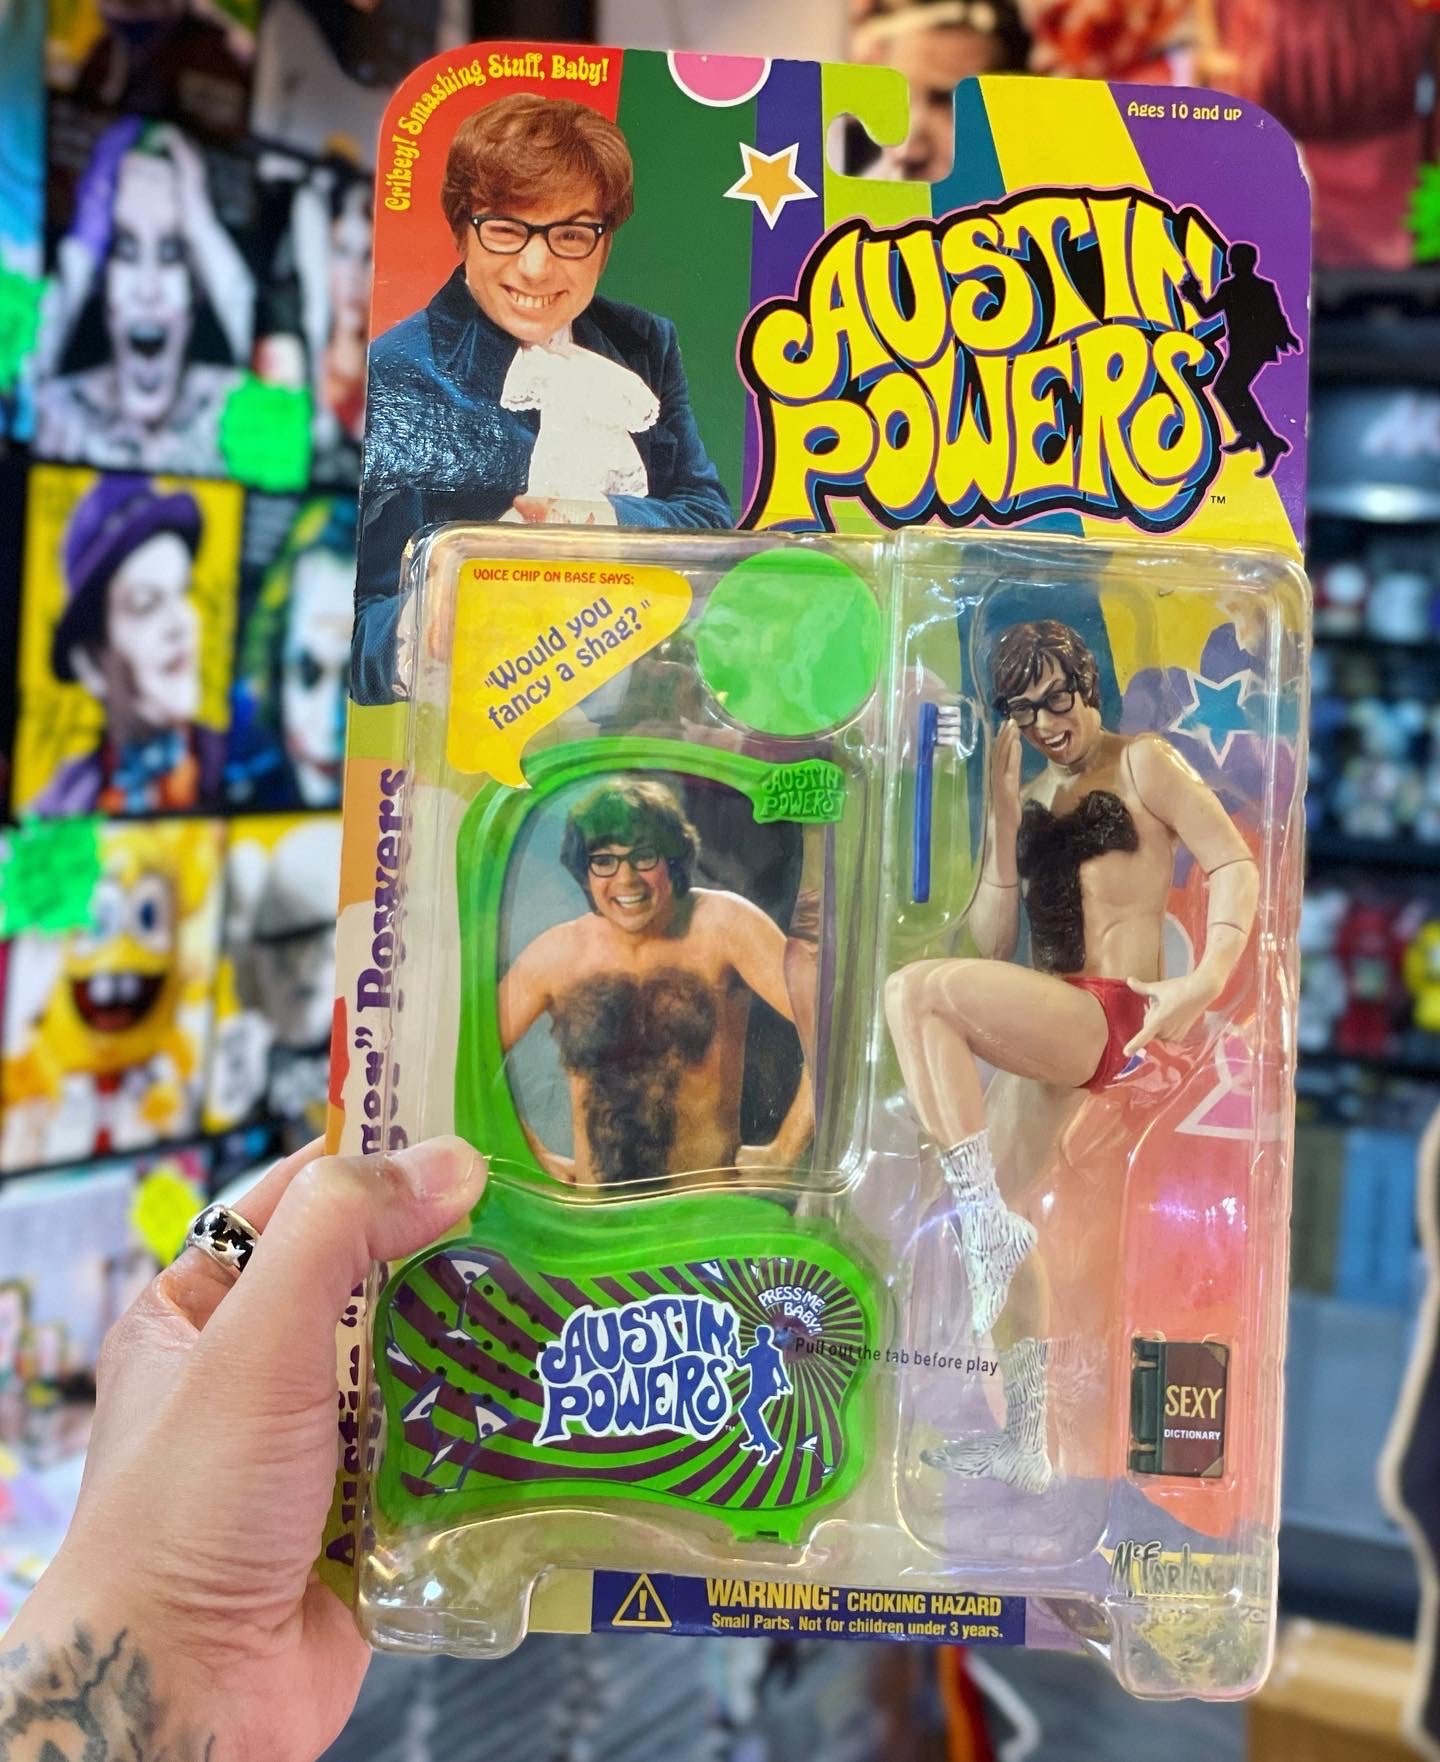 Crikey! Smashing Stuff, Baby!
Ages 10 and up
AUSTIN
POWERS
TM
VOICE CHIP ON BASE SAYS:
"Would you
fancy a shag?"
AUSTIN
POWERS
Powers
AUSTIN
POWERS
PRESS ME
BABY!
Pull out the tab before play
SEXY
DICTIONARY
WARNING: CHOKING HAZARD
Small Parts. Not for children under 3 years.